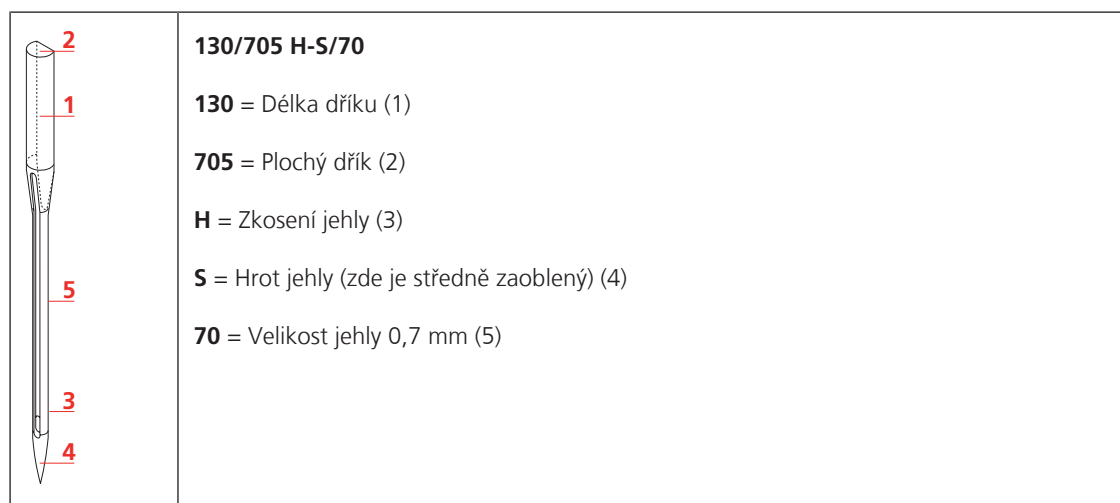 2
1
5
3
4
130/705 H-S/70
130 = Délka dříku (1)
705 = Plochý dřík (2)
H = Zkosení jehly (3)
S = Hrot jehly (zde je středně zaoblený) (4)
70 = Velikost jehly 0,7 mm (5)